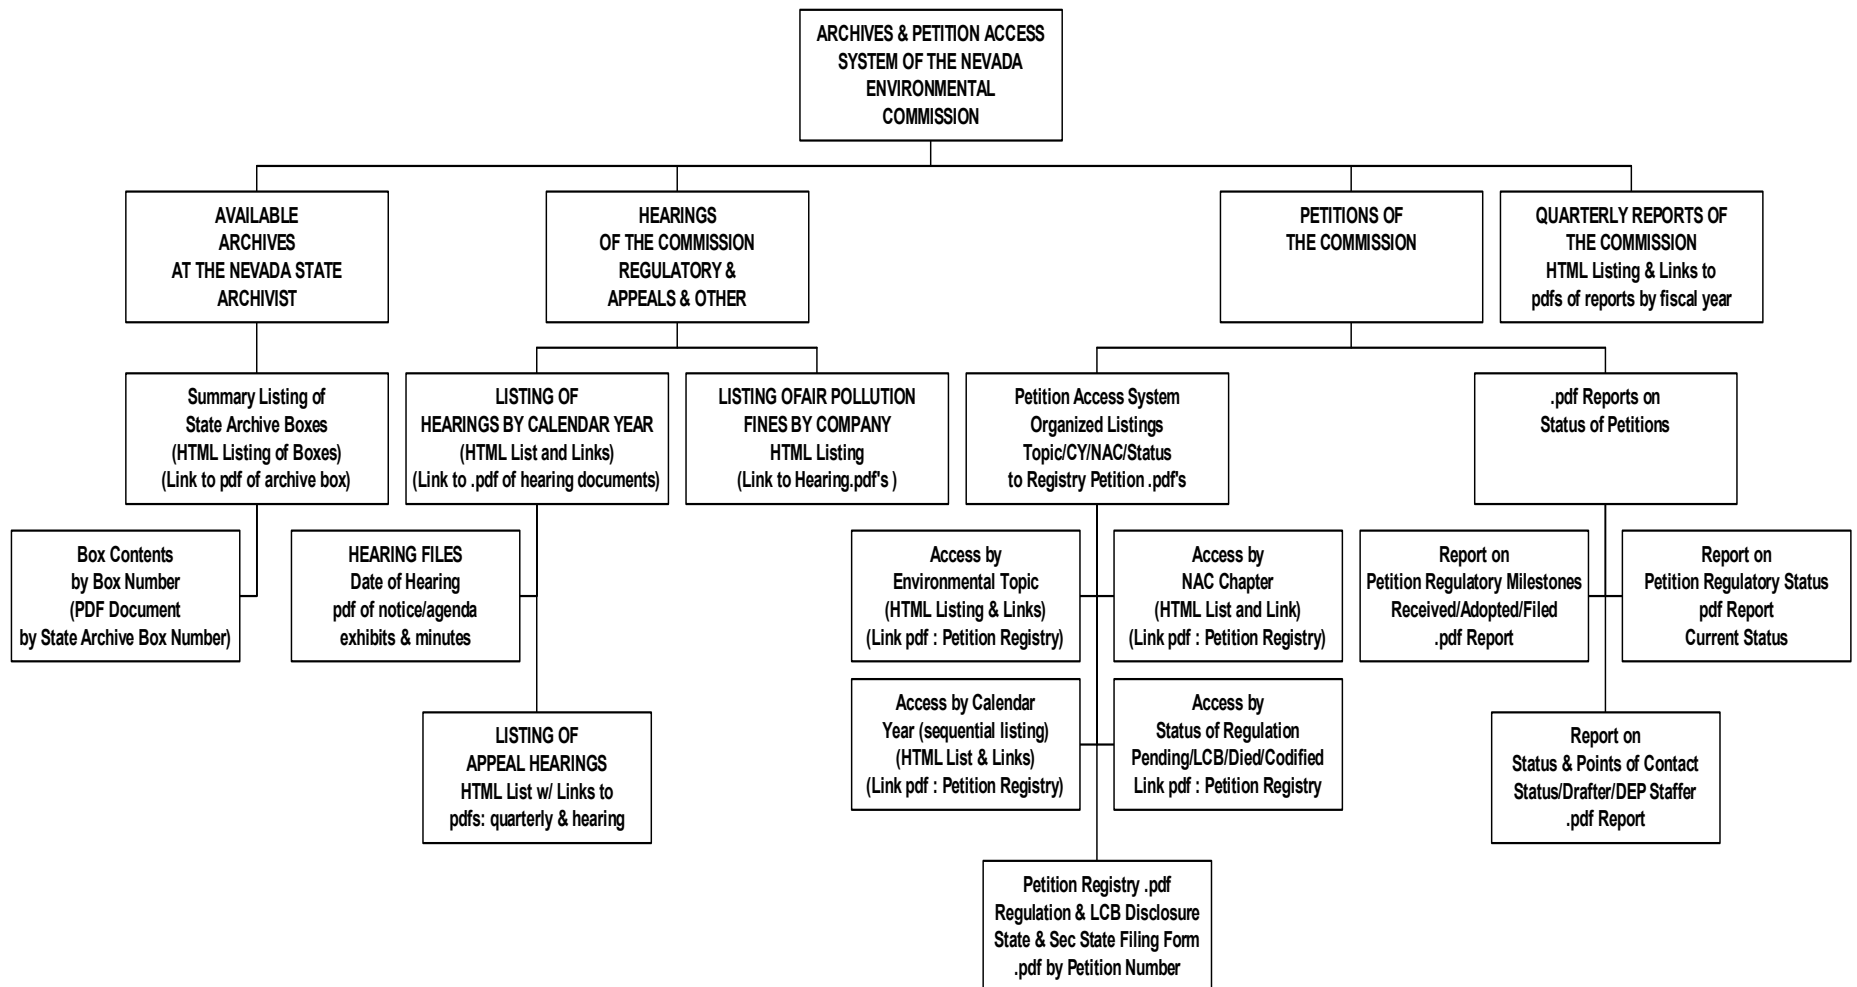 ARCHIVES & PETITION ACCESS
SYSTEM OF THE NEVADA
ENVIRONMENTAL
COMMISSION
AVAILABLE
ARCHIVES
AT THE NEVADA STATE
ARCHIVIST
HEARINGS
OF THE COMMISSION
REGULATORY &
APPEALS & OTHER
PETITIONS OF
THE COMMISSION
QUARTERLY REPORTS OF
THE COMMISSION
HTML Listing & Links to
pdfs of reports by fiscal year
Summary Listing of
State Archive Boxes
(HTML Listing of Boxes)
(Link to pdf of archive box)
LISTING OF
HEARINGS BY CALENDAR YEAR
(HTML List and Links)
(Link to .pdf of hearing documents)
LISTING OFAIR POLLUTION
FINES BY COMPANY
HTML Listing
(Link to Hearing.pdf's )
Petition Access System
Organized Listings
Topic/CY/NAC/Status
to Registry Petition .pdf's
.pdf Reports on
Status of Petitions
Box Contents
by Box Number
(PDF Document
by State Archive Box Number)
HEARING FILES
Date of Hearing
pdf of notice/agenda
exhibits & minutes
Access by
Environmental Topic
(HTML Listing & Links)
(Link pdf : Petition Registry)
Access by
NAC Chapter
(HTML List and Link)
(Link pdf : Petition Registry)
Report on
Petition Regulatory Milestones
Received/Adopted/Filed
.pdf Report
Report on
Petition Regulatory Status
pdf Report
Current Status
LISTING OF
APPEAL HEARINGS
HTML List w/ Links to
pdfs: quarterly & hearing
Access by Calendar
Year (sequential listing)
(HTML List & Links)
(Link pdf : Petition Registry)
Access by
Status of Regulation
Pending/LCB/Died/Codified
Link pdf : Petition Registry
Report on
Status & Points of Contact
Status/Drafter/DEP Staffer
.pdf Report
Petition Registry .pdf
Regulation & LCB Disclosure
State & Sec State Filing Form
.pdf by Petition Number